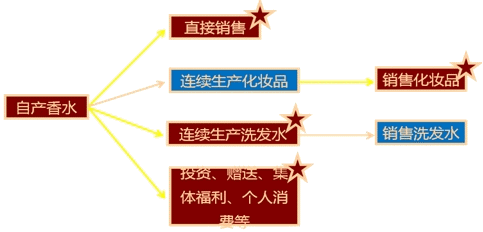 直接销售
自产香水
连续生产化妆品
销售化妆品
连续生产洗发水
销售洗发水
投资、赠送、集
体福利、个人消
费等